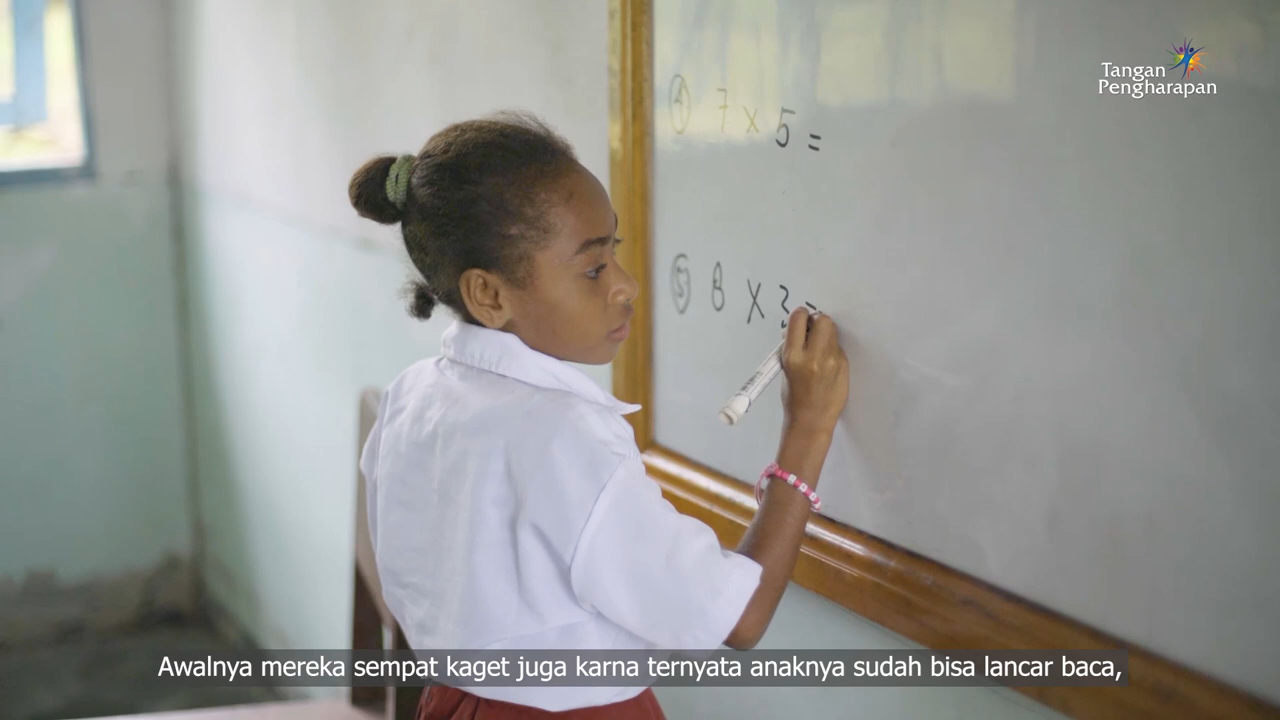 Tangan
Pengharapan
④ 7 x 5 =
⑤ 8 x 3 =
Awalnya mereka sempat kaget juga karna ternyata anaknya sudah bisa lancar baca,